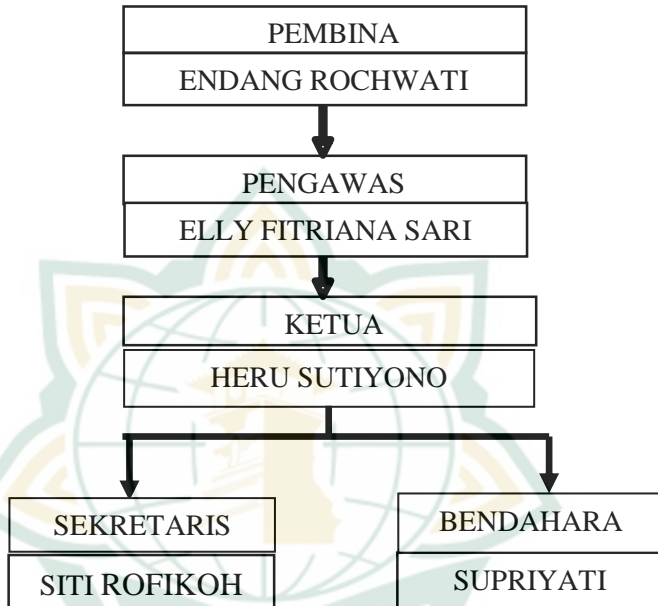 PEMBINA
ENDANG ROCHWATI
PENGAWAS
ELLY FITRIANA SARI
KETUA
HERU SUTIYONO
SEKRETARIS
SITI ROFIKOH
BENDAHARA
SUPRIYATI